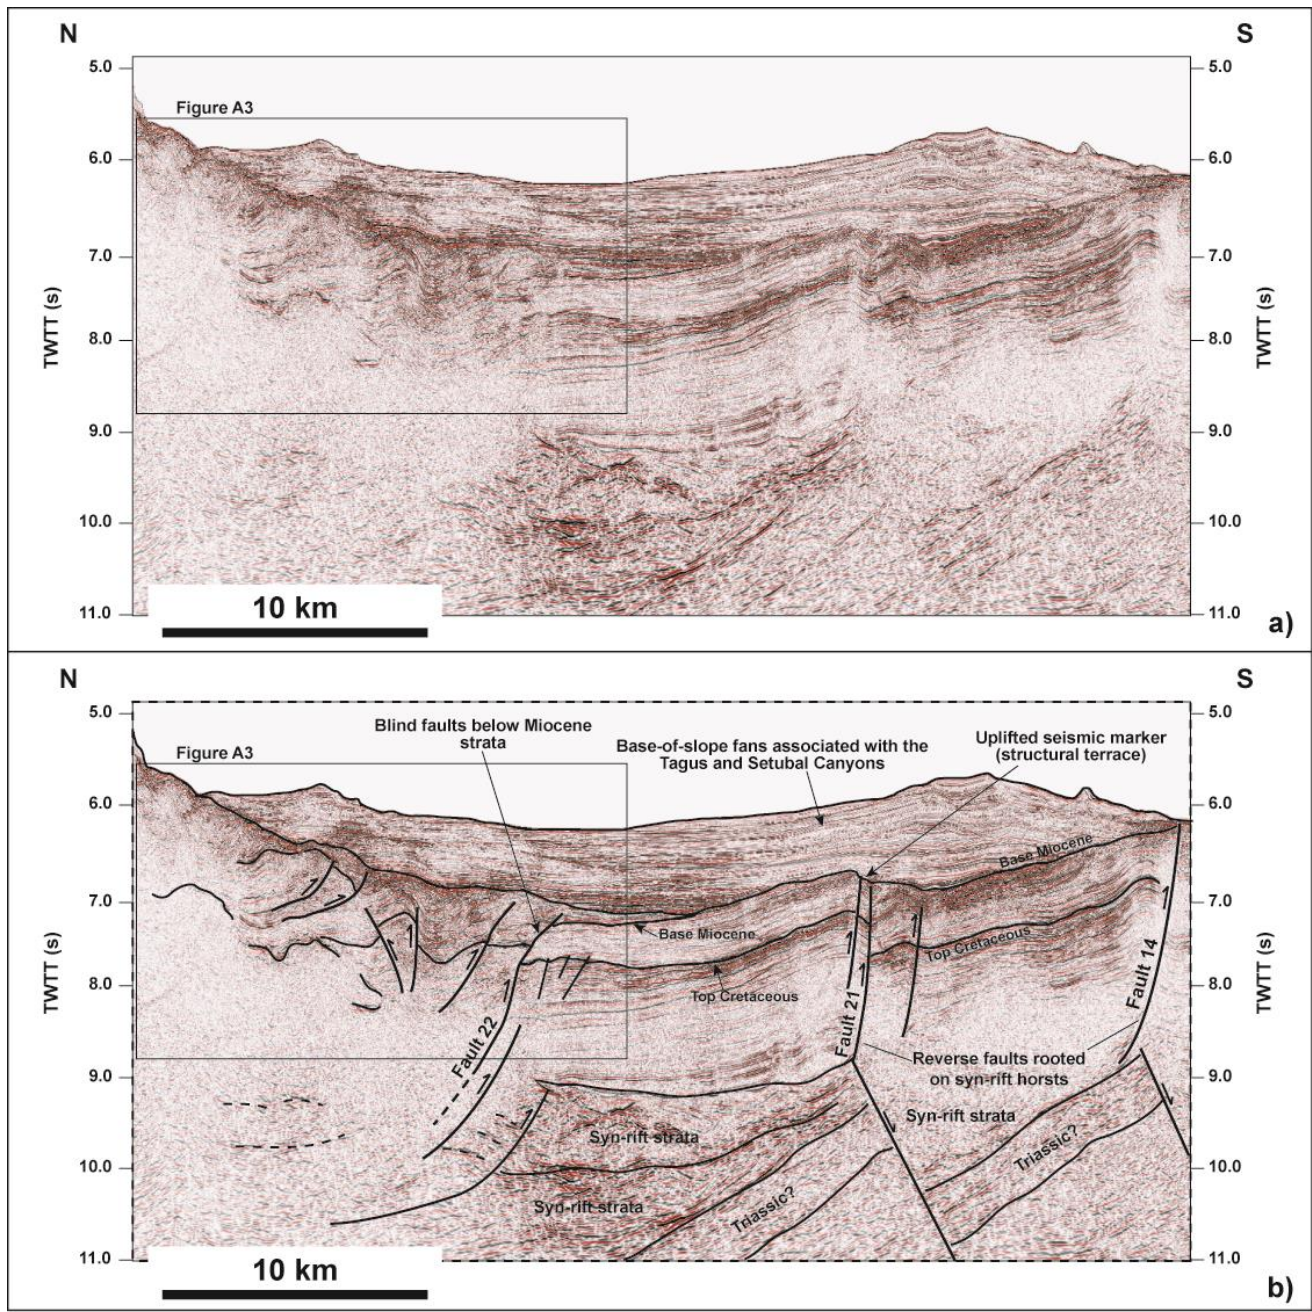 N
S
5.0
5.0
Figure A3
6.0
6.0
7.0
7.0
TWTT (s)
TWTT (s)
8.0
8.0
9.0
9.0
10.0
10.0
10 km
11.0
11.0
a)
N
S
5.0
5.0
Blind faults below Miocene
strata
Figure A3
Base-of-slope fans associated with the
Tagus and Setubal Canyons
Uplifted seismic marker
(structural terrace)
6.0
6.0
Base Miocene
7.0
7.0
Base Miocene
Top Cretaceous
TWTT (s)
TWTT (s)
8.0
8.0
Top Cretaceous
Fault 22
Fault 21
Fault 14
Reverse faults rooted
on syn-rift horsts
9.0
9.0
Syn-rift strata
Syn-rift strata
Triassic?
10.0
10.0
Syn-rift strata
Triassic?
11.0
11.0
10 km
b)